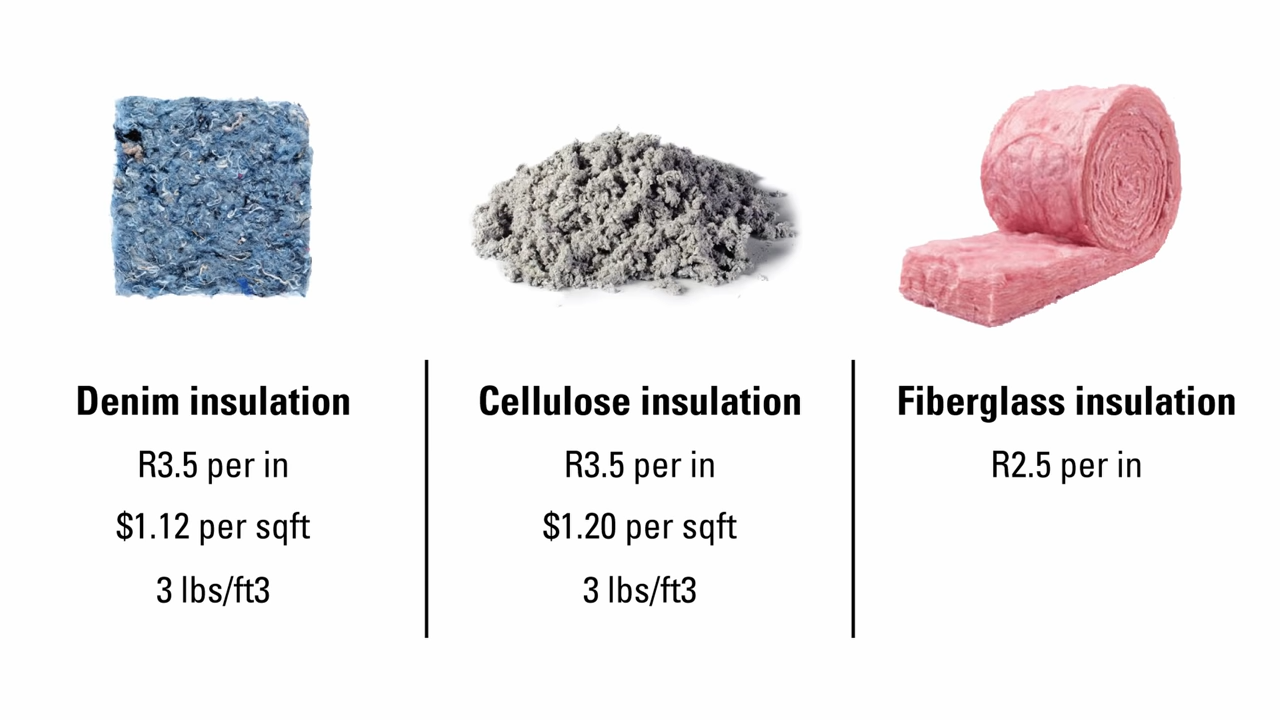 Denim insulation
R3.5 per in
$1.12 per sqft
3 lbs/ft3
Cellulose insulation
R3.5 per in
$1.20 per sqft
3 lbs/ft3
Fiberglass insulation
R2.5 per in